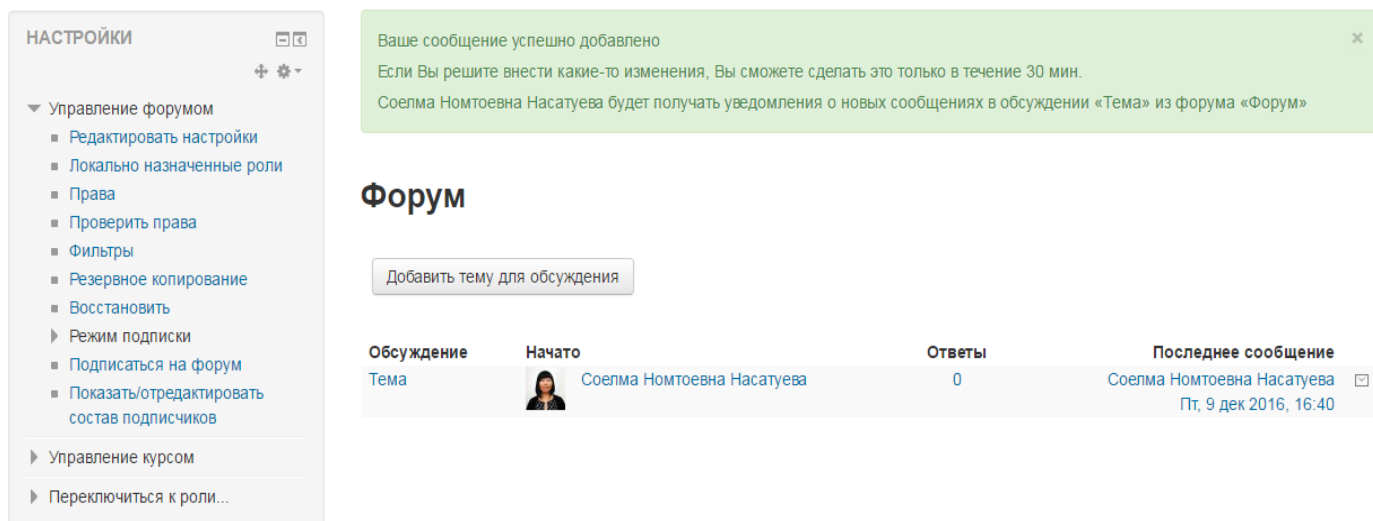 НАСТРОЙКИ
Управление форумом
Редактировать настройки
Локально назначенные роли
Права
Проверить права
Фильтры
Резервное копирование
Восстановить
Режим подписки
Подписаться на форум
Показать/отредактировать
состав подписчиков
Управление курсом
Переключиться к роли...
Ваше сообщение успешно добавлено
Если Вы решите внести какие-то изменения, Вы сможете сделать это только в течение 30 мин.
Соелма Номтоевна Насатуева будет получать уведомления о новых сообщениях в обсуждении «Тема» из форума «Форум»
Форум
Добавить тему для обсуждения
Обсуждение Начато Ответы Последнее сообщение
Тема Соелма Номтоевна Насатуева 0 Соелма Номтоевна Насатуева
Пт, 9 дек 2016, 16:40